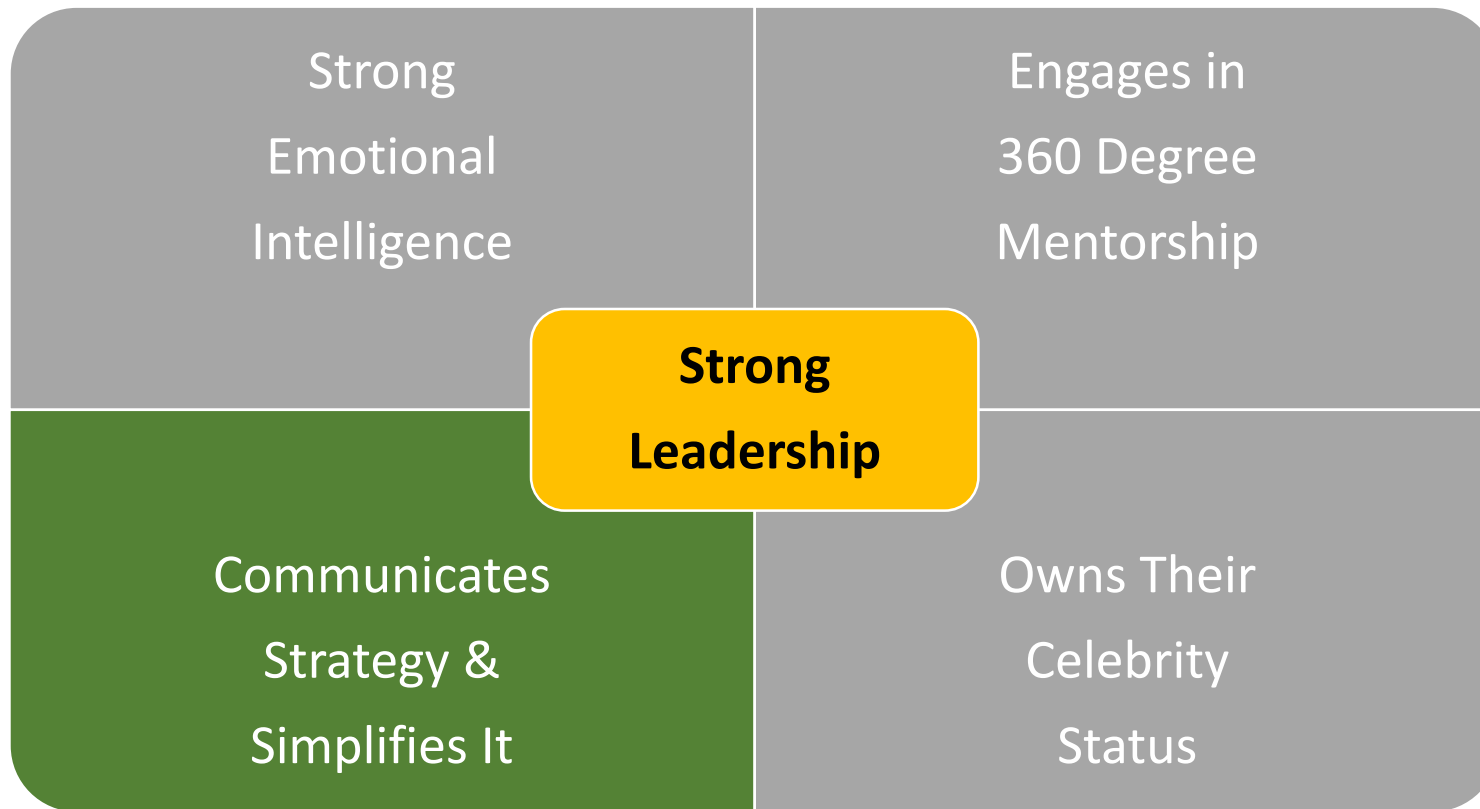 Strong
Emotional
Intelligence
Engages in
360 Degree
Mentorship
Strong
Leadership
Communicates
Strategy &
Simplifies It
Owns Their
Celebrity
Status